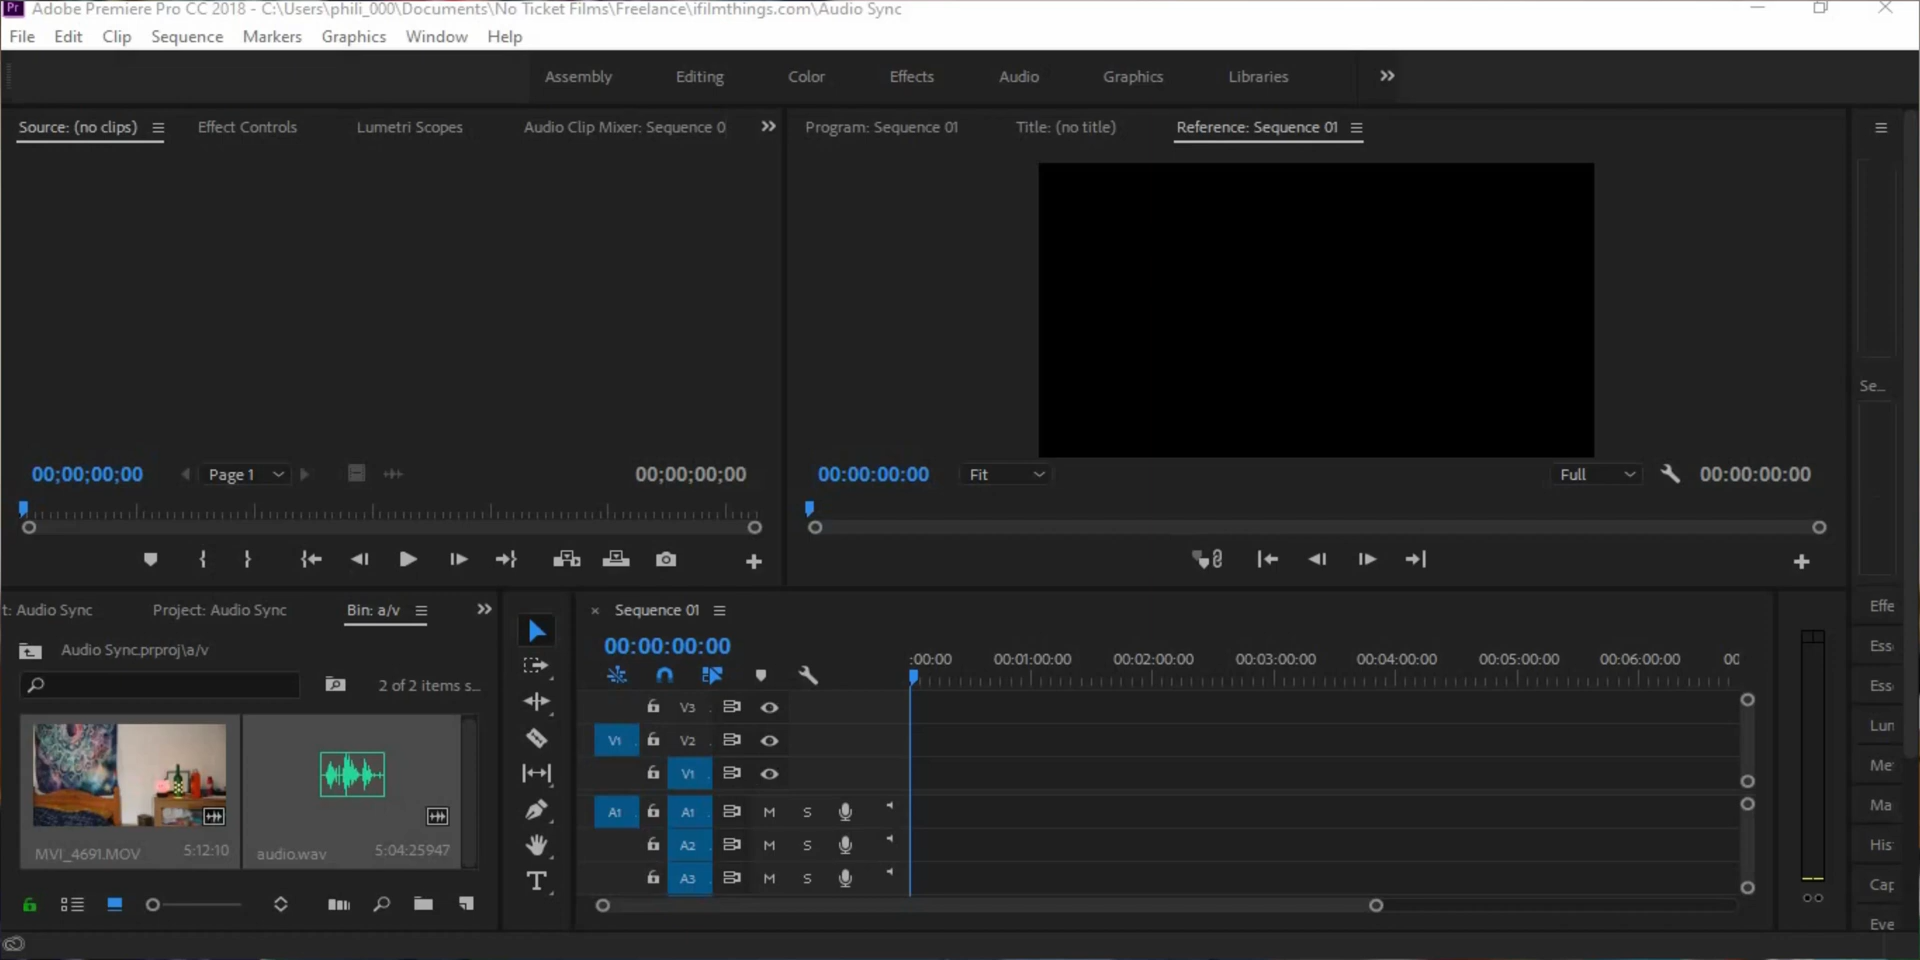 Pr Adobe Premiere Pro CC 2018 - C:\Users\phili_000\Documents\No Ticket Films\Freelance\ifilmthings.com\Audio Sync
File Edit Clip Sequence Markers Graphics Window Help
Assembly Editing Color Effects Audio Graphics Libraries
Source: (no clips) Effect Controls Lumetri Scopes Audio Clip Mixer: Sequence 0
Program: Sequence 01 Title: (no title) Reference: Sequence 01
Se...
00;00;00;00 Page 1 00;00;00;00
00:00:00:00 Fit Full 00:00:00:00
t: Audio Sync Project: Audio Sync Bin: a/v
Audio Sync.prproj\a/v
2 of 2 items s...
MVI_4691.MOV 5:12:10
audio.wav 5:04:25947
Sequence 01
00:00:00:00
:00:00 00:01:00:00 00:02:00:00 00:03:00:00 00:04:00:00 00:05:00:00 00:06:00:00 00
V3
V1 V2
V1
A1 A1 M S
A2 M S
A3 M S
Effe
Ess
Ess
Lun
Me
Ma
His
Cap
Eve